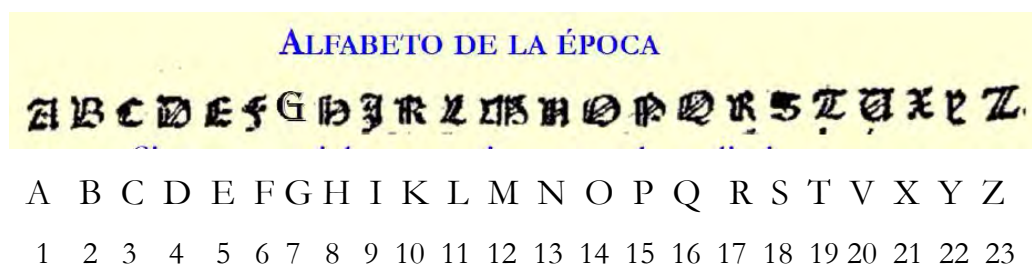 ALFABETO DE LA ÉPOCA
A B C D E F G H I K L M N O P Q R S T V X Y Z
A B C D E F G H I K L M N O P Q R S T V X Y Z
1 2 3 4 5 6 7 8 9 10 11 12 13 14 15 16 17 18 19 20 21 22 23